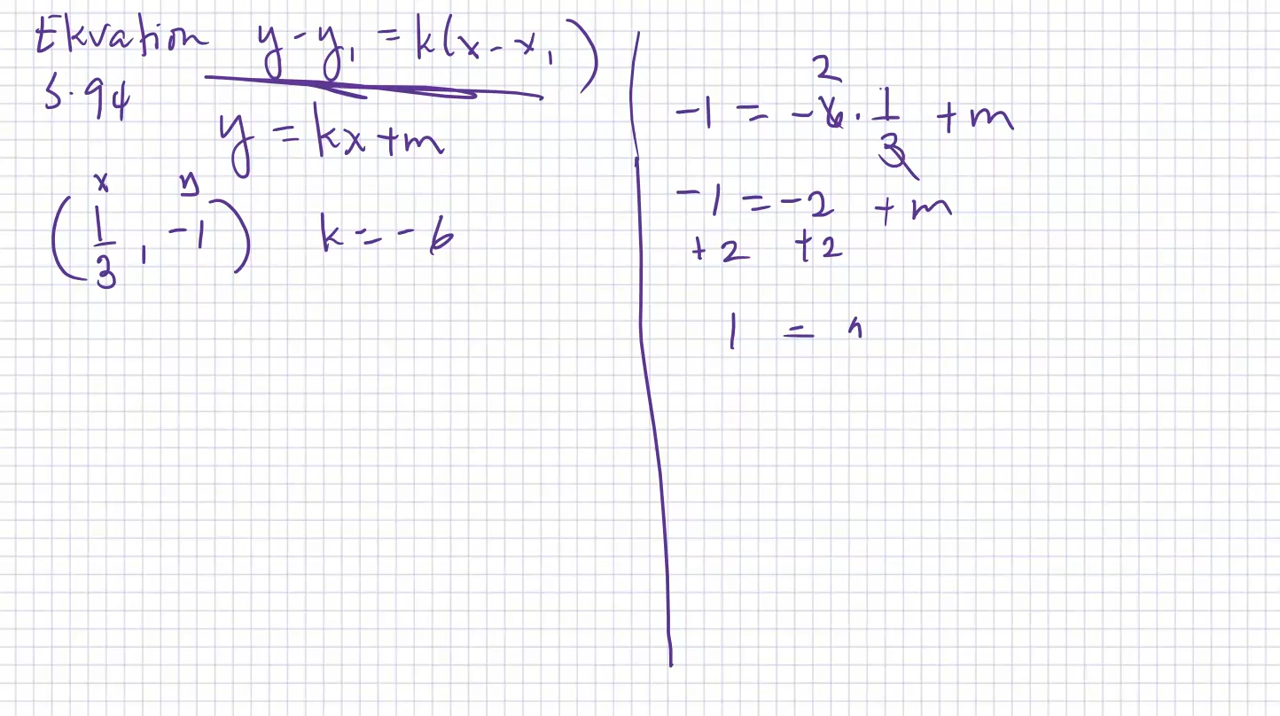 Ekvation y - y₁ = k(x - x₁)
s. 94
y = kx + m
x y
(1/3, -1) k = -6
2
-1 = -6 · 1/3 + m
-1 = -2 + m
+2 +2
1 =